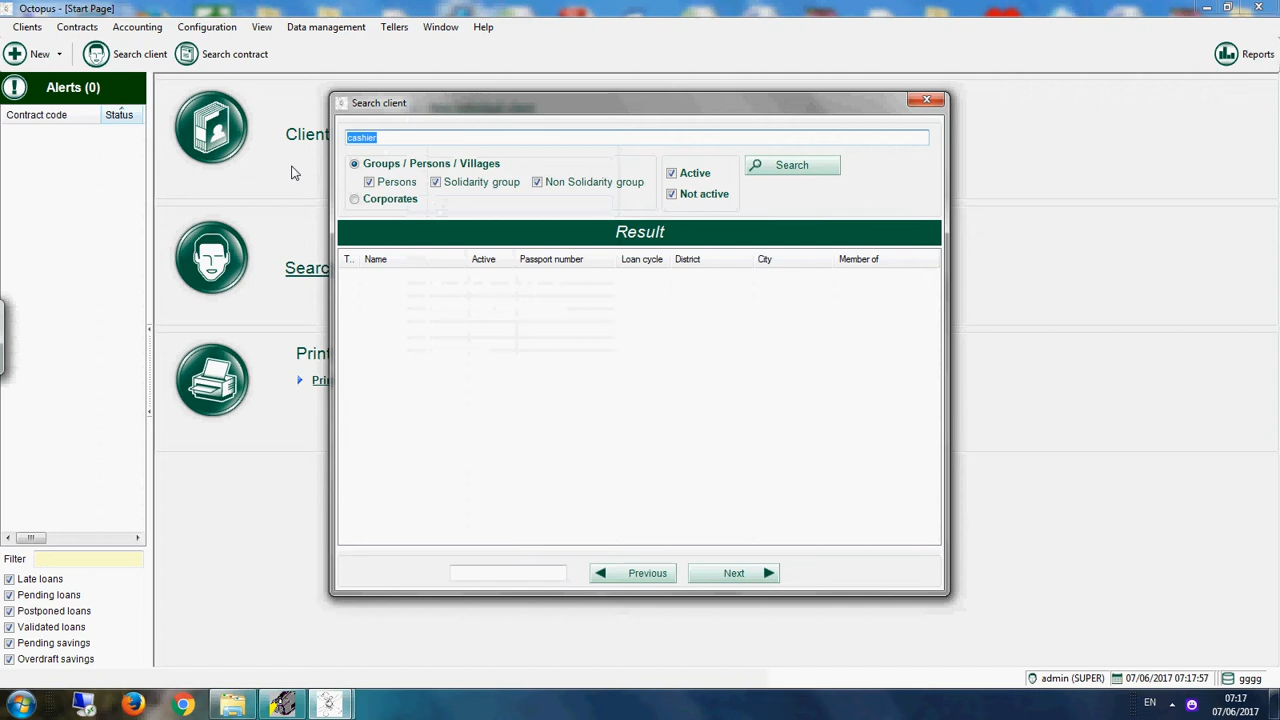 Octopus - [Start Page]
Clients Contracts Accounting Configuration View Data management Tellers Window Help
New Search client Search contract Reports
Alerts (0)
Contract code Status
Client
Search
Print
Search client
cashier
Groups / Persons / Villages
Persons Solidarity group Non Solidarity group
Corporates
Active
Not active
Search
Result
T.. Name Active Passport number Loan cycle District City Member of
Previous Next
Filter
Late loans
Pending loans
Postponed loans
Validated loans
Pending savings
Overdraft savings
admin (SUPER) 07/06/2017 07:17:57 gggg
EN 07:17
07/06/2017